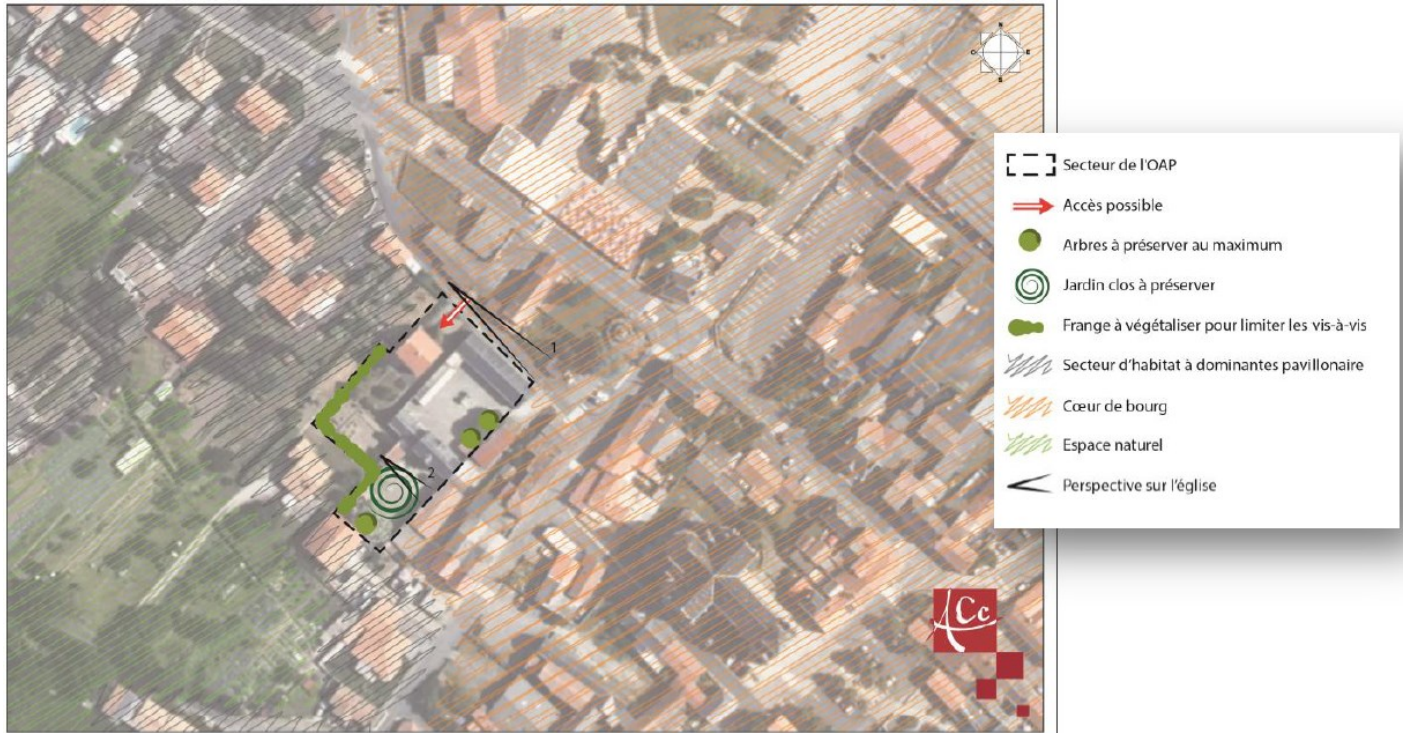 N
O
E
S
Secteur de l'OAP
Accès possible
Arbres à préserver au maximum
Jardin clos à préserver
Frange à végétaliser pour limiter les vis-à-vis
Secteur d'habitat à dominantes pavillonaire
Cœur de bourg
Espace naturel
Perspective sur l'église
1
2
ACc